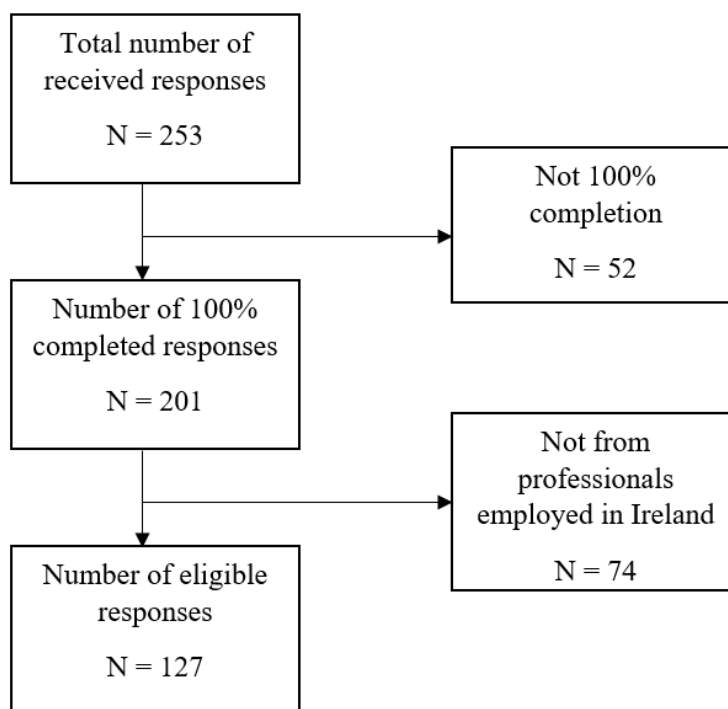 Total number of
received responses
N = 253
Not 100%
completion
N = 52
Number of 100%
completed responses
N = 201
Not from
professionals
employed in Ireland
N = 74
Number of eligible
responses
N = 127